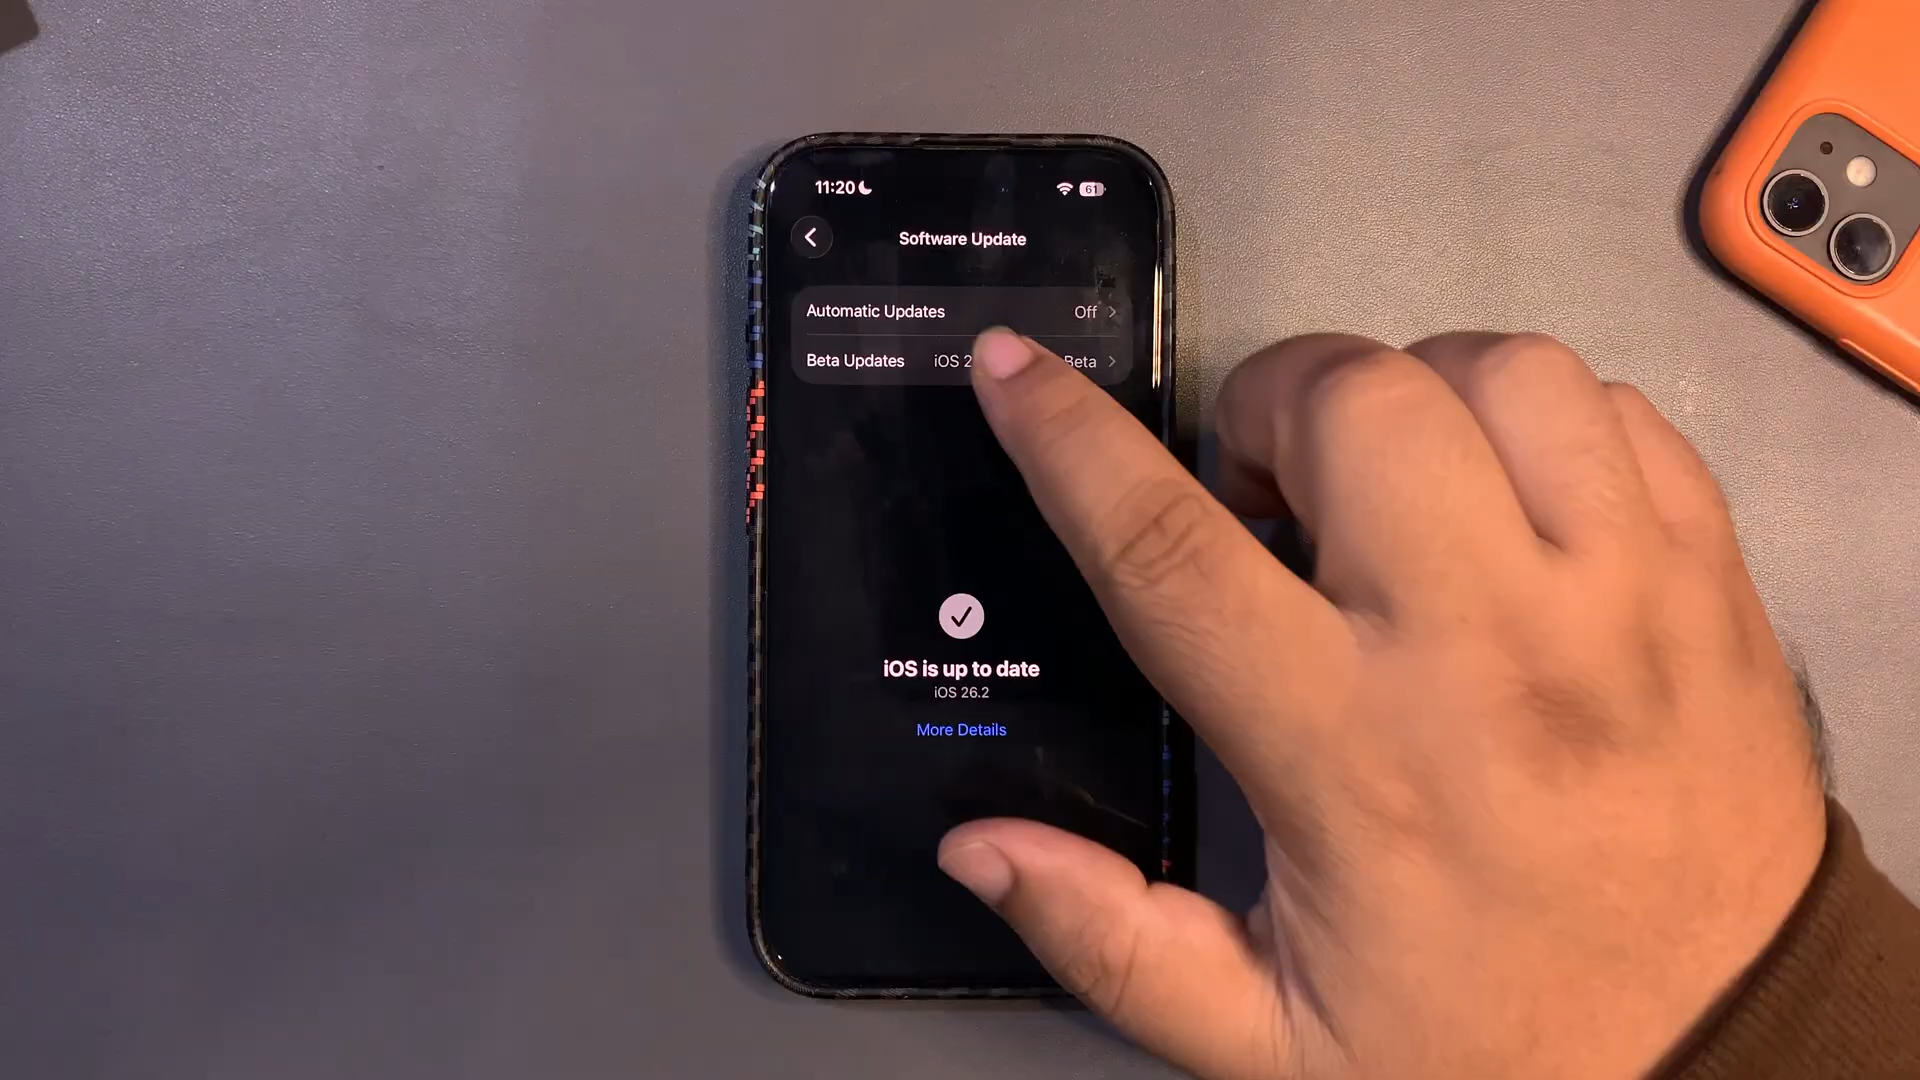 11:20
61
Software Update
Automatic Updates Off
Beta Updates iOS 2 Beta
iOS is up to date
iOS 26.2
More Details